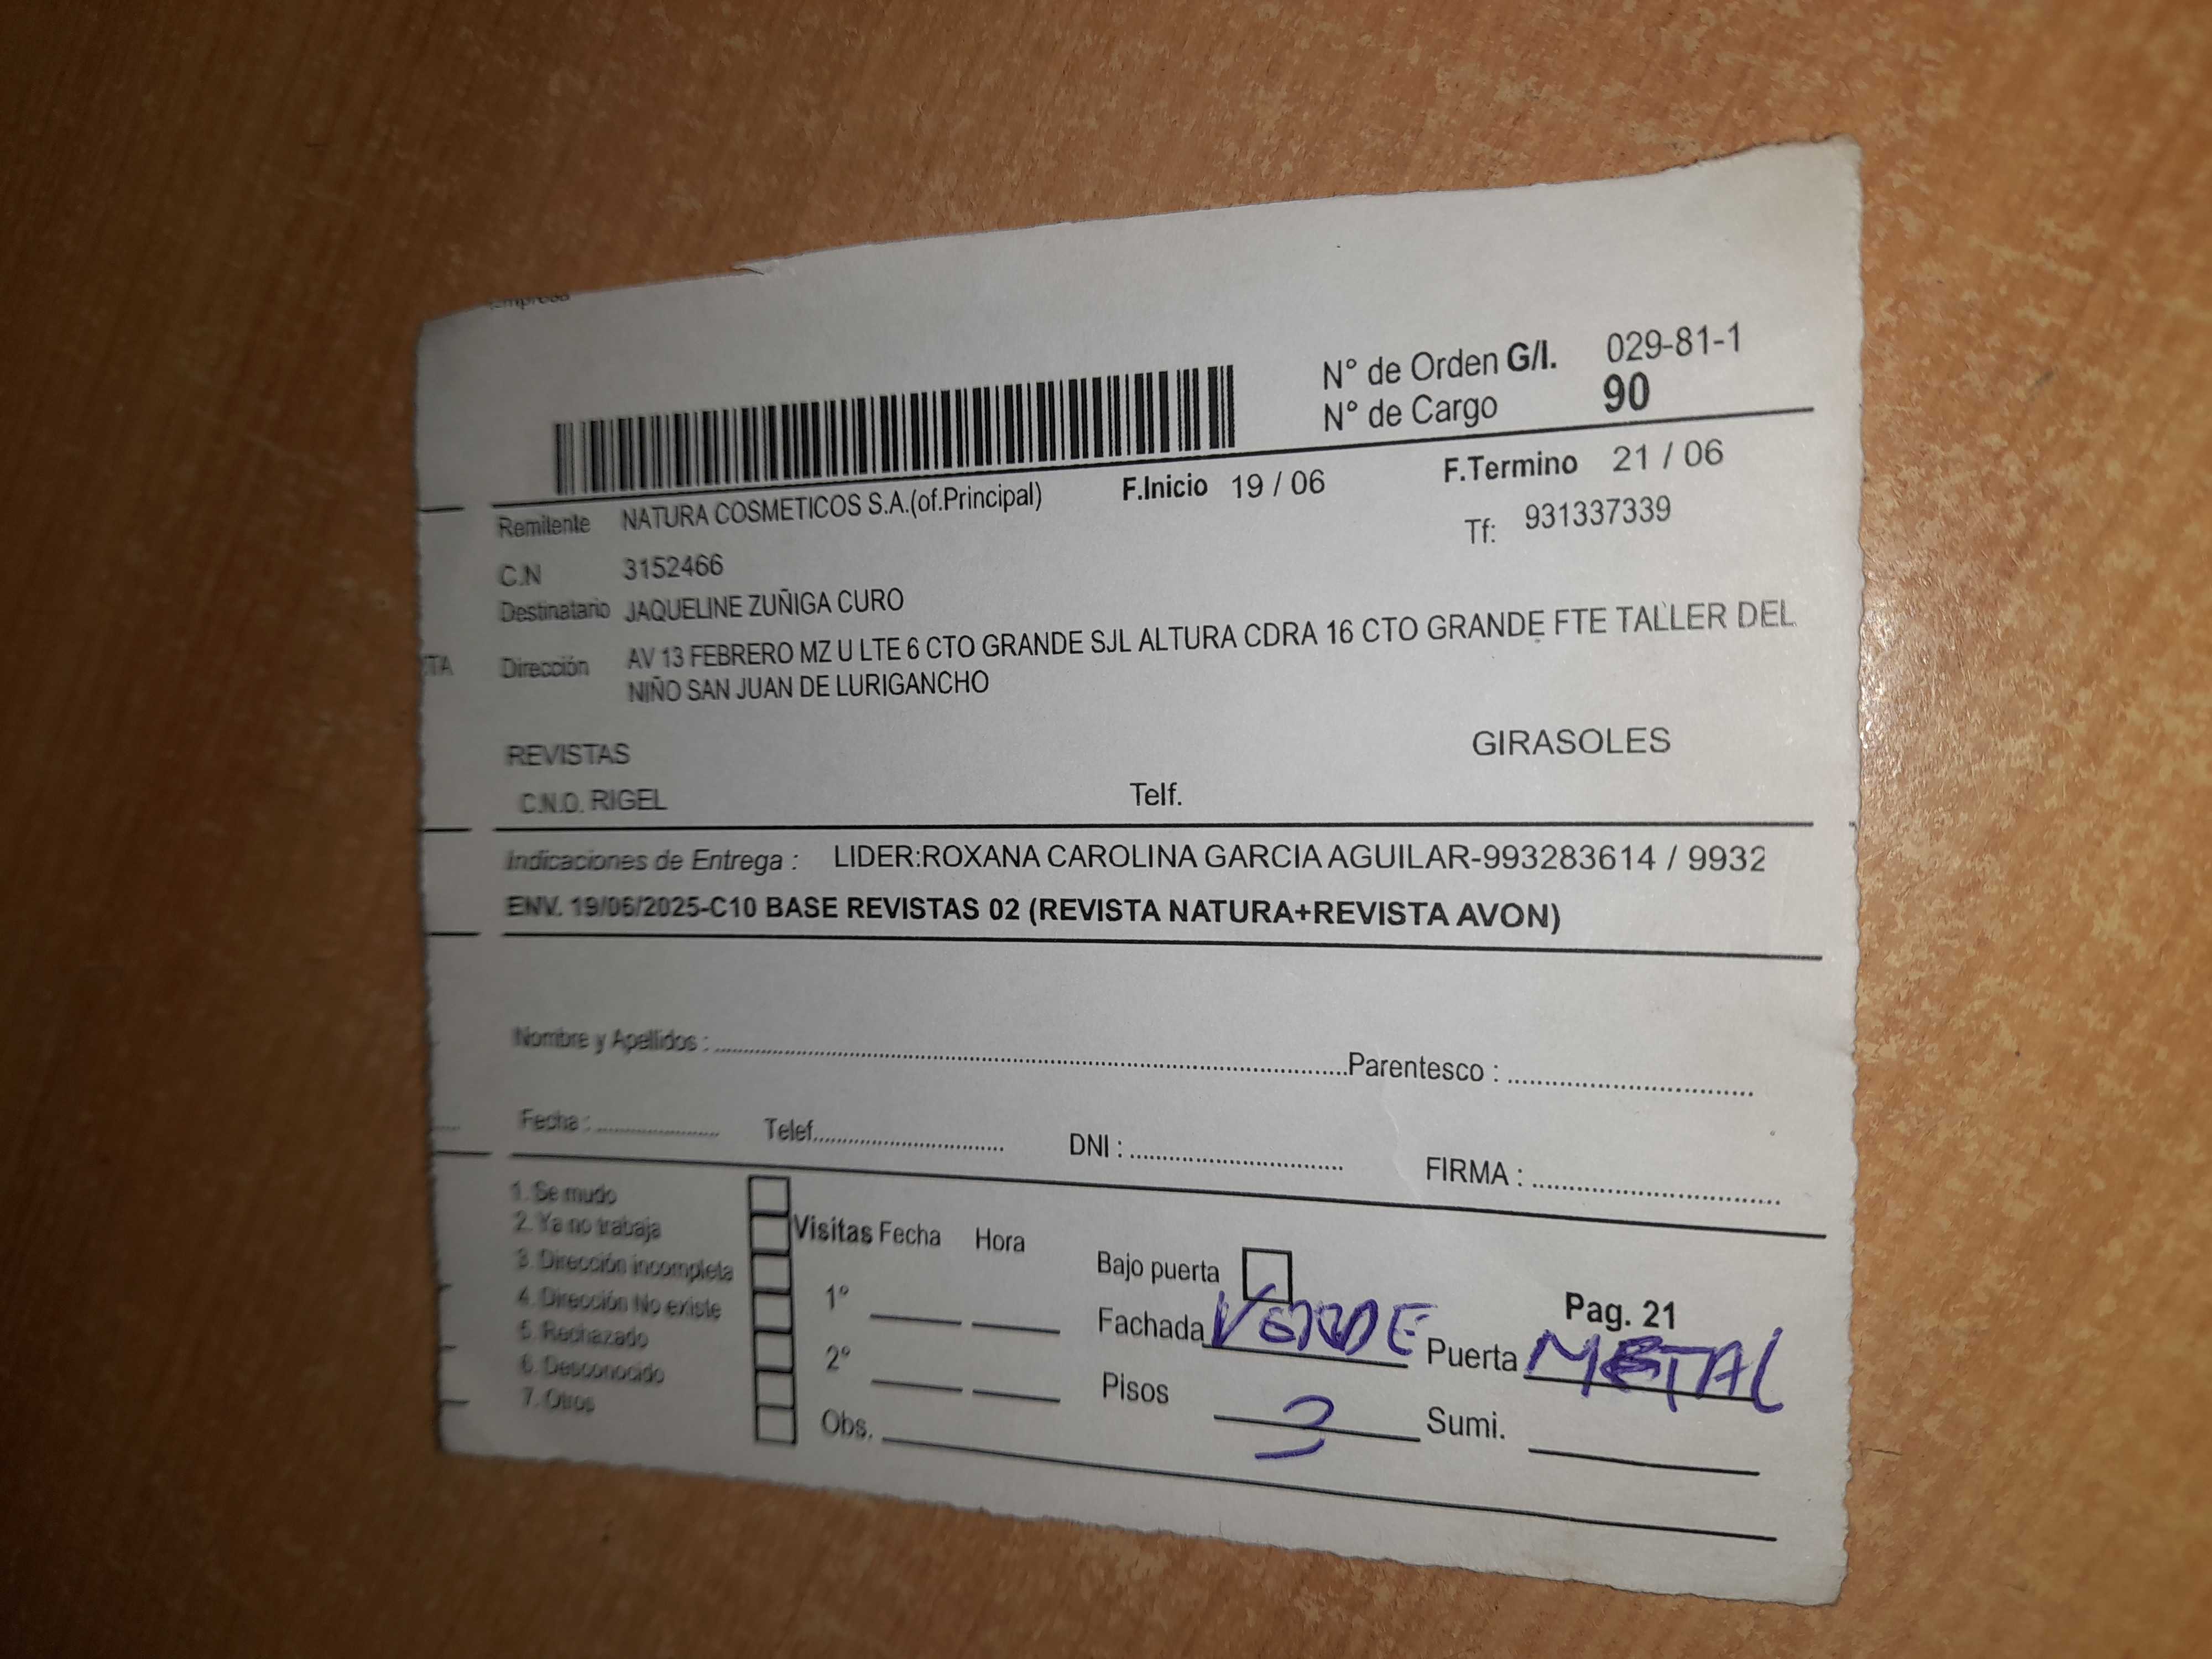 N° de Orden G/I. 029-81-1
N° de Cargo 90
F.Inicio 19 / 06 F.Termino 21 / 06
Remitente NATURA COSMETICOS S.A.(of.Principal)
Tf: 931337339
C.N 3152466
Destinatario JAQUELINE ZUÑIGA CURO
Dirección AV 13 FEBRERO MZ U LTE 6 CTO GRANDE SJL ALTURA CDRA 16 CTO GRANDE FTE TALLER DEL
NIÑO SAN JUAN DE LURIGANCHO
REVISTAS GIRASOLES
C.N.O. RIGEL Telf.
Indicaciones de Entrega : LIDER:ROXANA CAROLINA GARCIA AGUILAR-993283614 / 9932
ENV. 19/06/2025-C10 BASE REVISTAS 02 (REVISTA NATURA+REVISTA AVON)
Nombre y Apellidos : Parentesco :
Fecha : Telef. DNI : FIRMA :
1. Se mudo
2. Ya no trabaja
3. Dirección incompleta
4. Dirección No existe
5. Rechazado
6. Desconocido
7. Otros
Visitas Fecha Hora
1°
2°
Obs.
Bajo puerta Pag. 21
Fachada VERDE Puerta METAL
Pisos 3 Sumi.